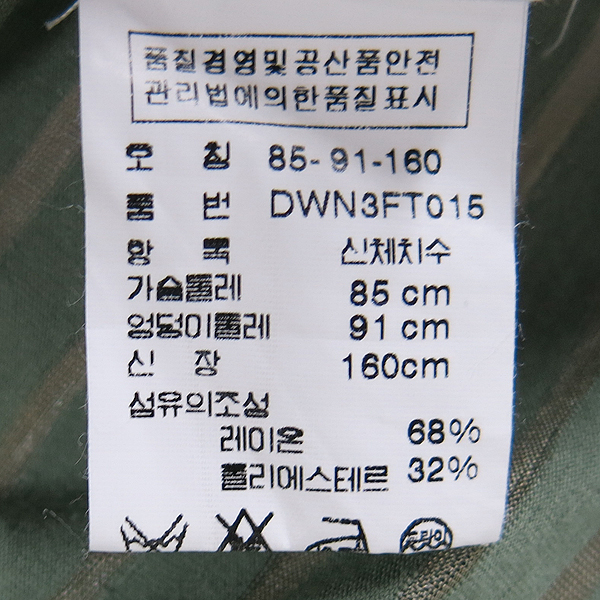 품질경영및공산품안전
관리법에의한품질표시
호 칭 85-91-160
품 번 DWN3FT015
항 목 신체치수
가슴둘레 85 cm
엉덩이둘레 91 cm
신 장 160cm
섬유의조성
레이온 68%
폴리에스테르 32%